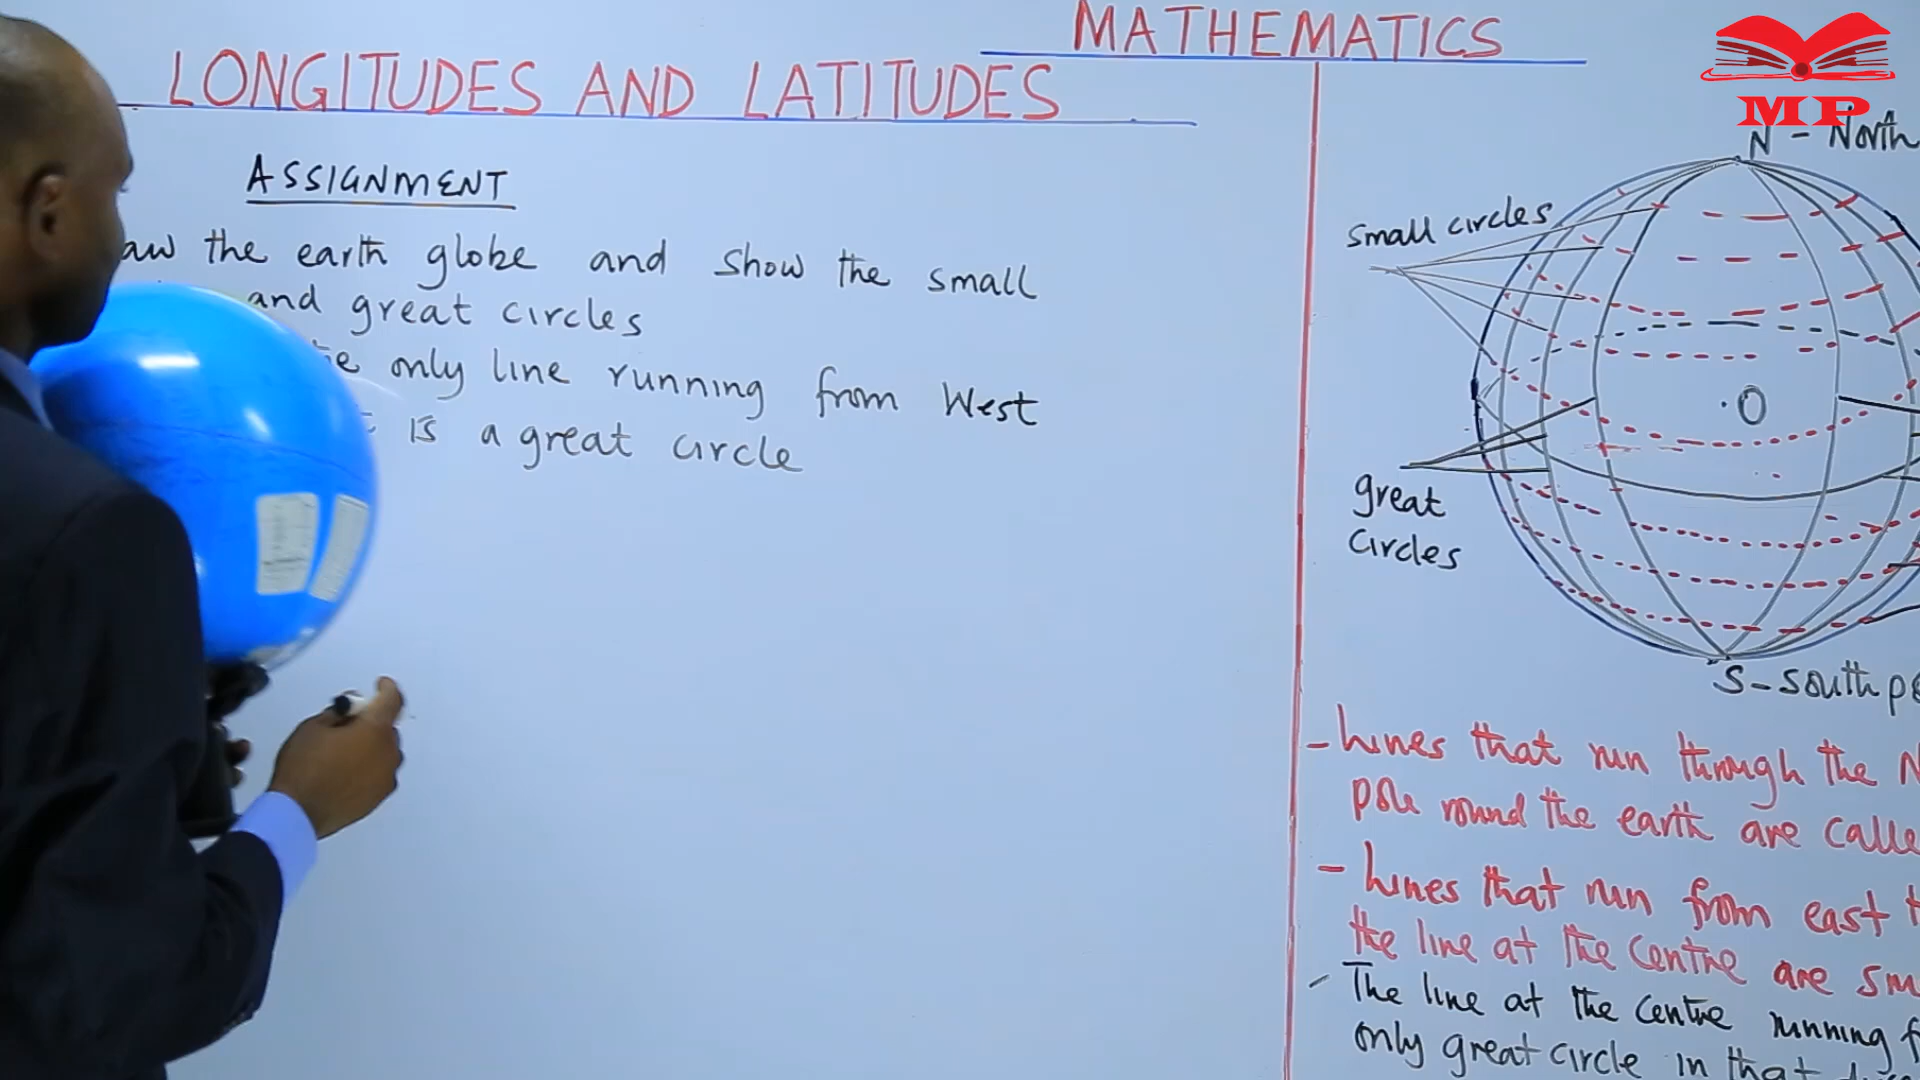 MATHEMATICS
LONGITUDES AND LATITUDES
MP
ASSIGNMENT
aw the earth globe and show the small
and great circles
only line running from West
is a great circle
N - North
small circles
O
great
circles
S - South
- Lines that run through the N
pole round the earth are calle
- Lines that run from east t
the line at the centre are sm
The line at the centre running f
only great circle in that